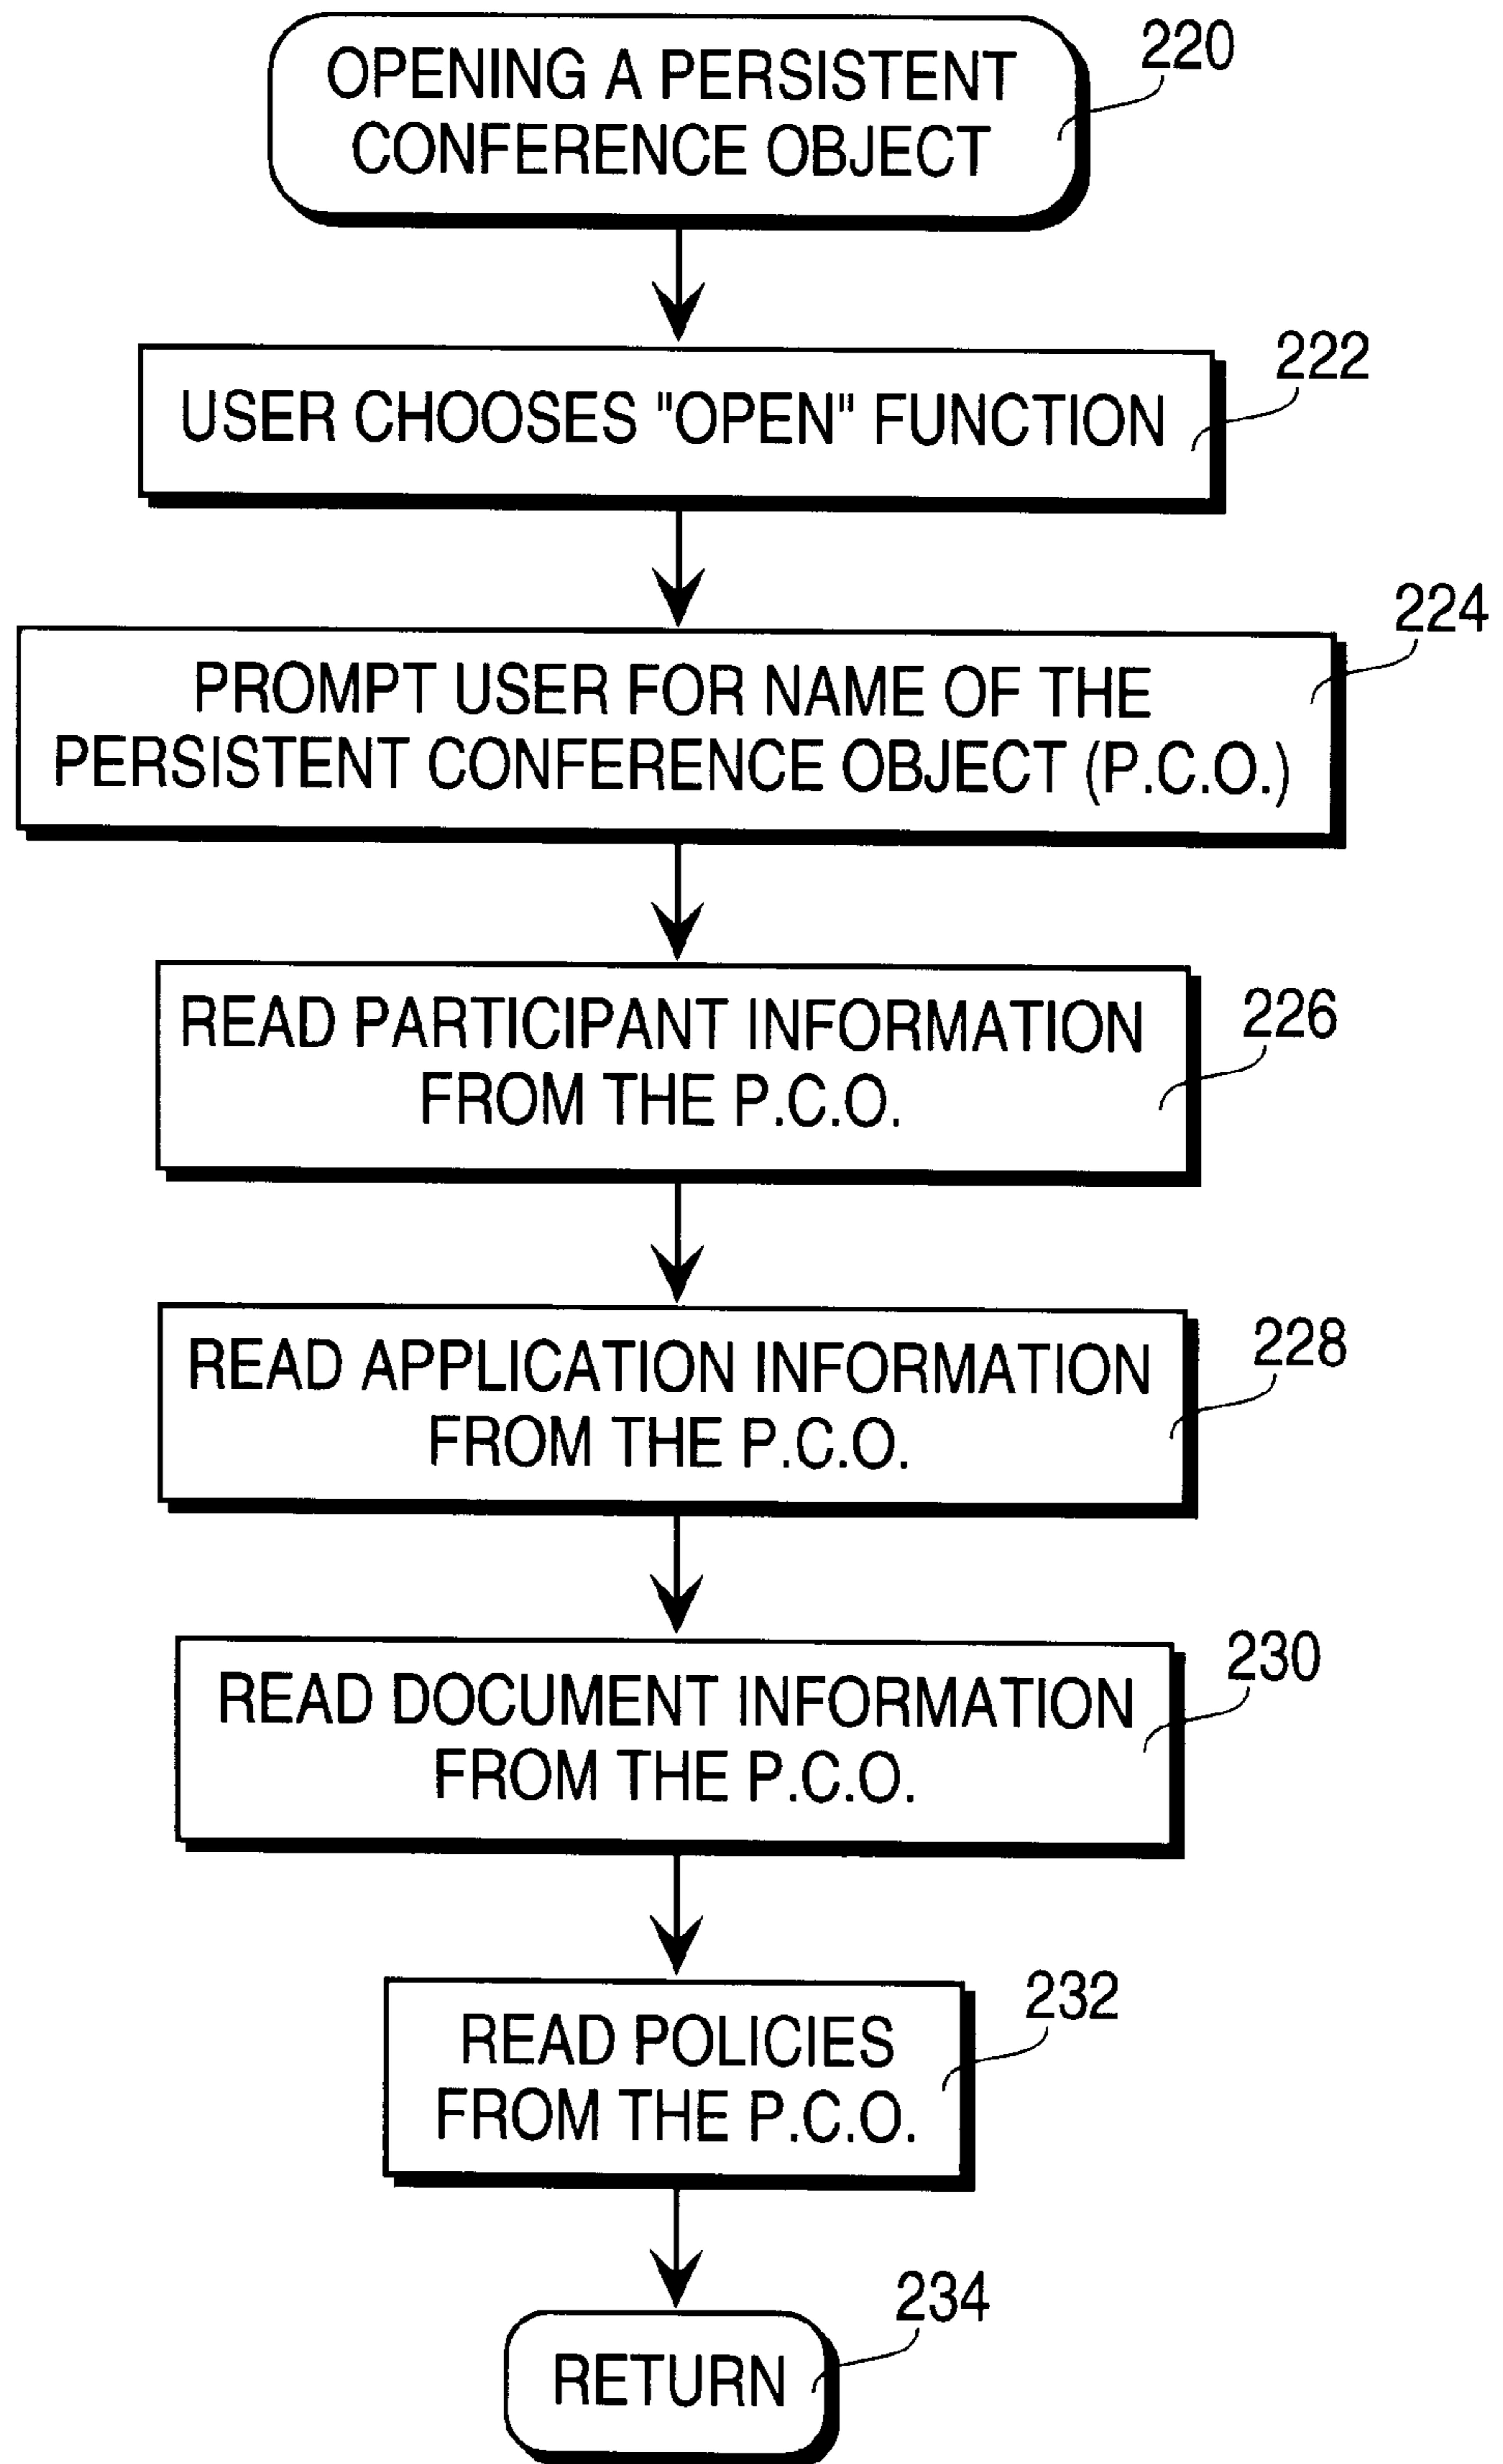 OPENING A PERSISTENT
CONFERENCE OBJECT
220
USER CHOOSES "OPEN" FUNCTION
222
PROMPT USER FOR NAME OF THE
PERSISTENT CONFERENCE OBJECT (P.C.O.)
224
READ PARTICIPANT INFORMATION
FROM THE P.C.O.
226
READ APPLICATION INFORMATION
FROM THE P.C.O.
228
READ DOCUMENT INFORMATION
FROM THE P.C.O.
230
READ POLICIES
FROM THE P.C.O.
232
RETURN
234